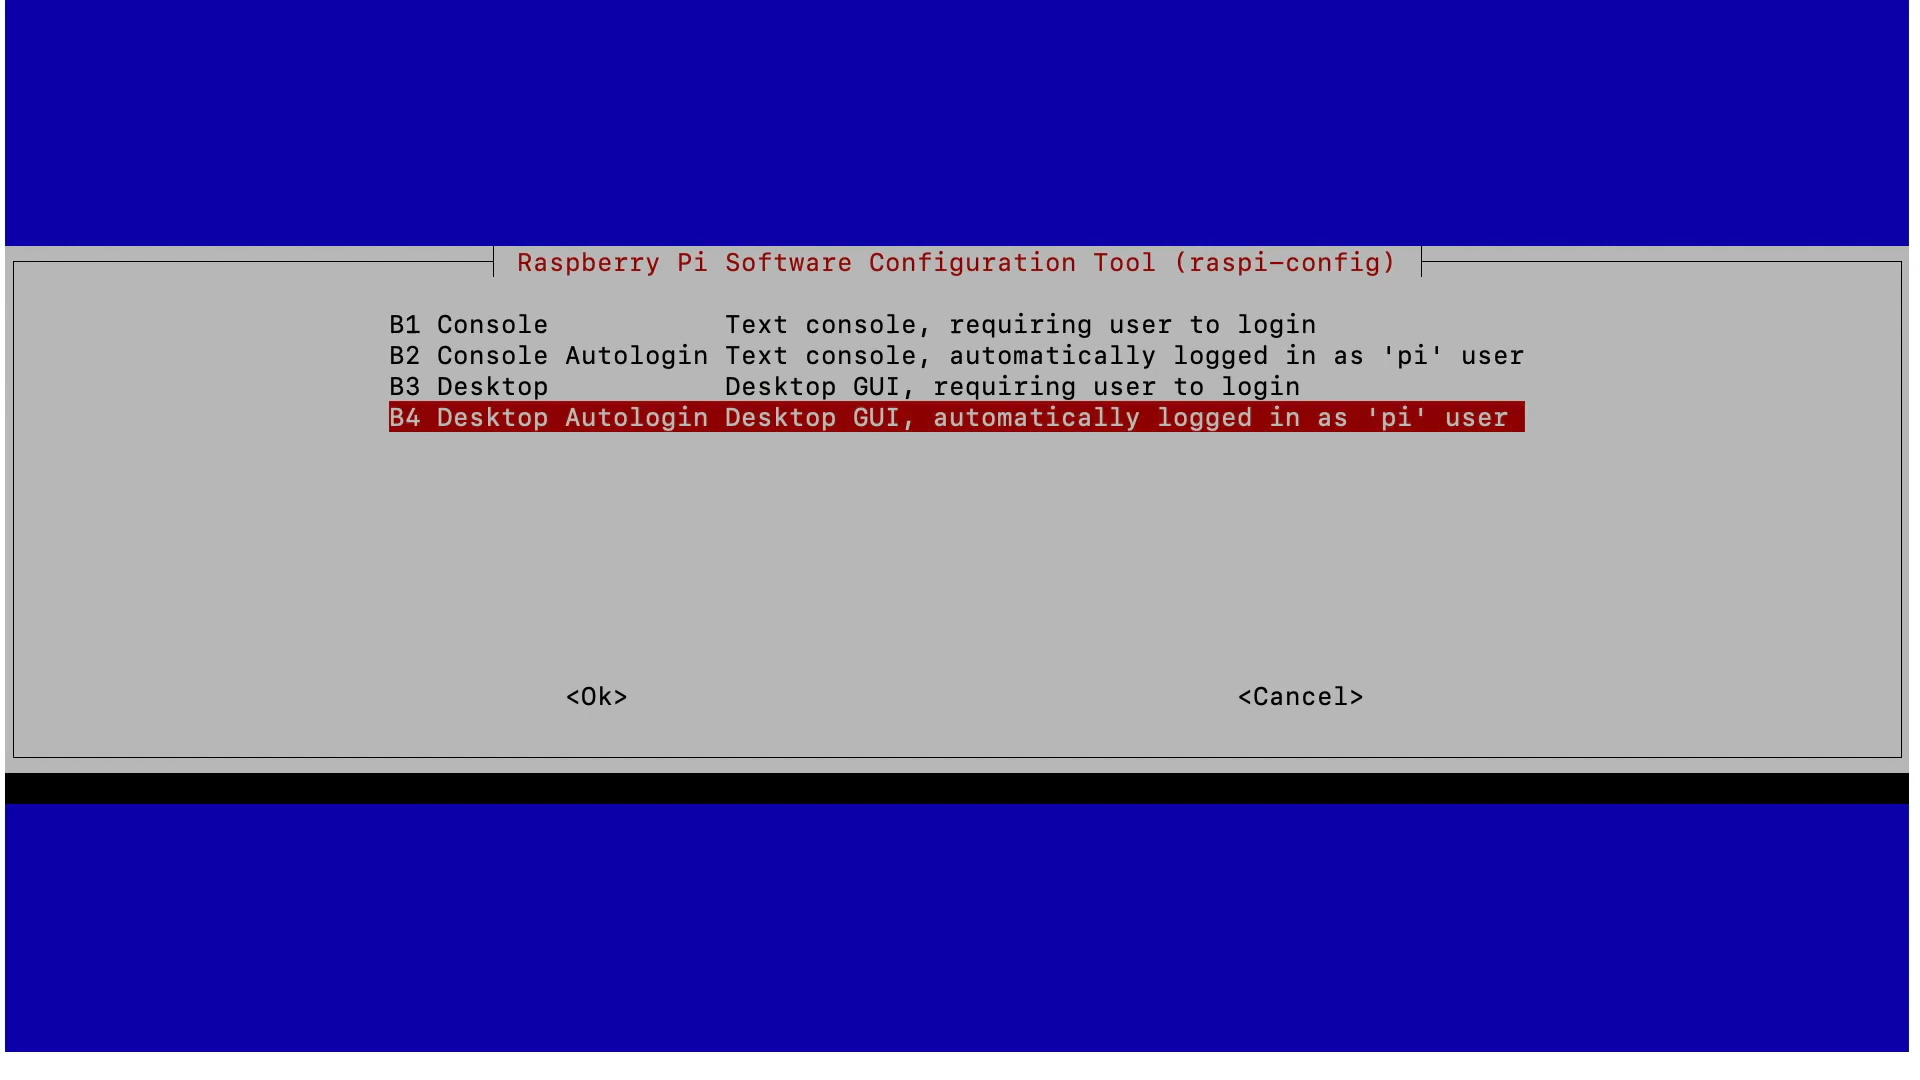 Raspberry Pi Software Configuration Tool (raspi-config)
B1 Console Text console, requiring user to login
B2 Console Autologin Text console, automatically logged in as 'pi' user
B3 Desktop Desktop GUI, requiring user to login
B4 Desktop Autologin Desktop GUI, automatically logged in as 'pi' user
<Ok> <Cancel>